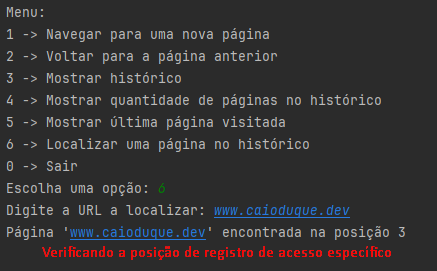 Menu:
1 -> Navegar para uma nova página
2 -> Voltar para a página anterior
3 -> Mostrar histórico
4 -> Mostrar quantidade de páginas no histórico
5 -> Mostrar última página visitada
6 -> Localizar uma página no histórico
0 -> Sair
Escolha uma opção: 6
Digite a URL a localizar: www.caioduque.dev
Página 'www.caioduque.dev' encontrada na posição 3
Verificando a posição de registro de acesso específico